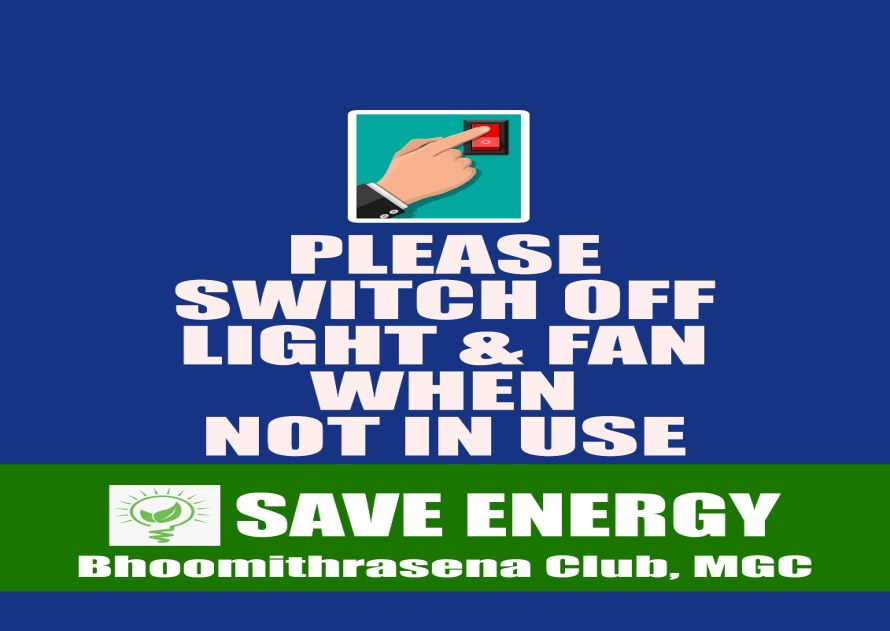 PLEASE
SWITCH OFF
LIGHT & FAN
WHEN
NOT IN USE
SAVE ENERGY
Bhoomithrasena Club, MGC